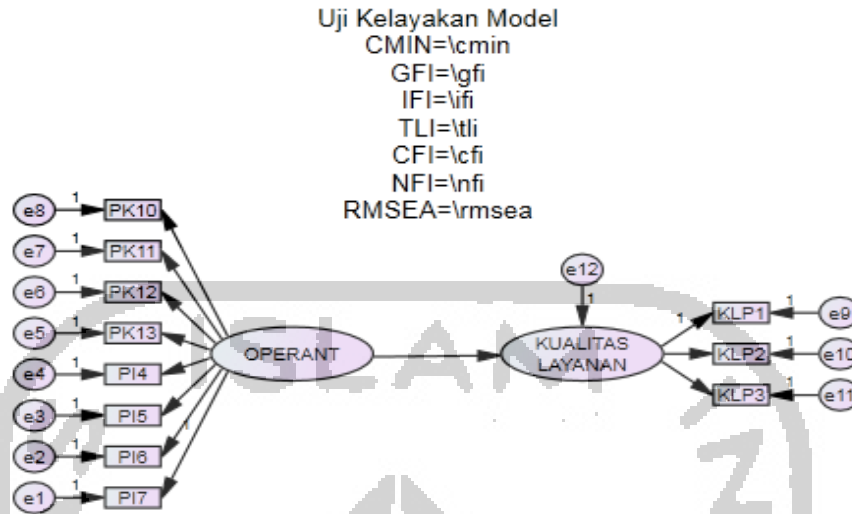 Uji Kelayakan Model
CMIN=\cmin
GFI=\gfi
IFI=\ifi
TLI=\tli
CFI=\cfi
NFI=\nfi
RMSEA=\rmsea
e8 1 PK10
e7 1 PK11
e6 1 PK12
e5 1 PK13
e4 1 PI4
e3 1 PI5
e2 1 PI6
e1 1 PI7
1
OPERANT
e12
1
KUALITAS
LAYANAN
1 KLP1 1 e9
KLP2 1 e10
KLP3 1 e11
ISLAM